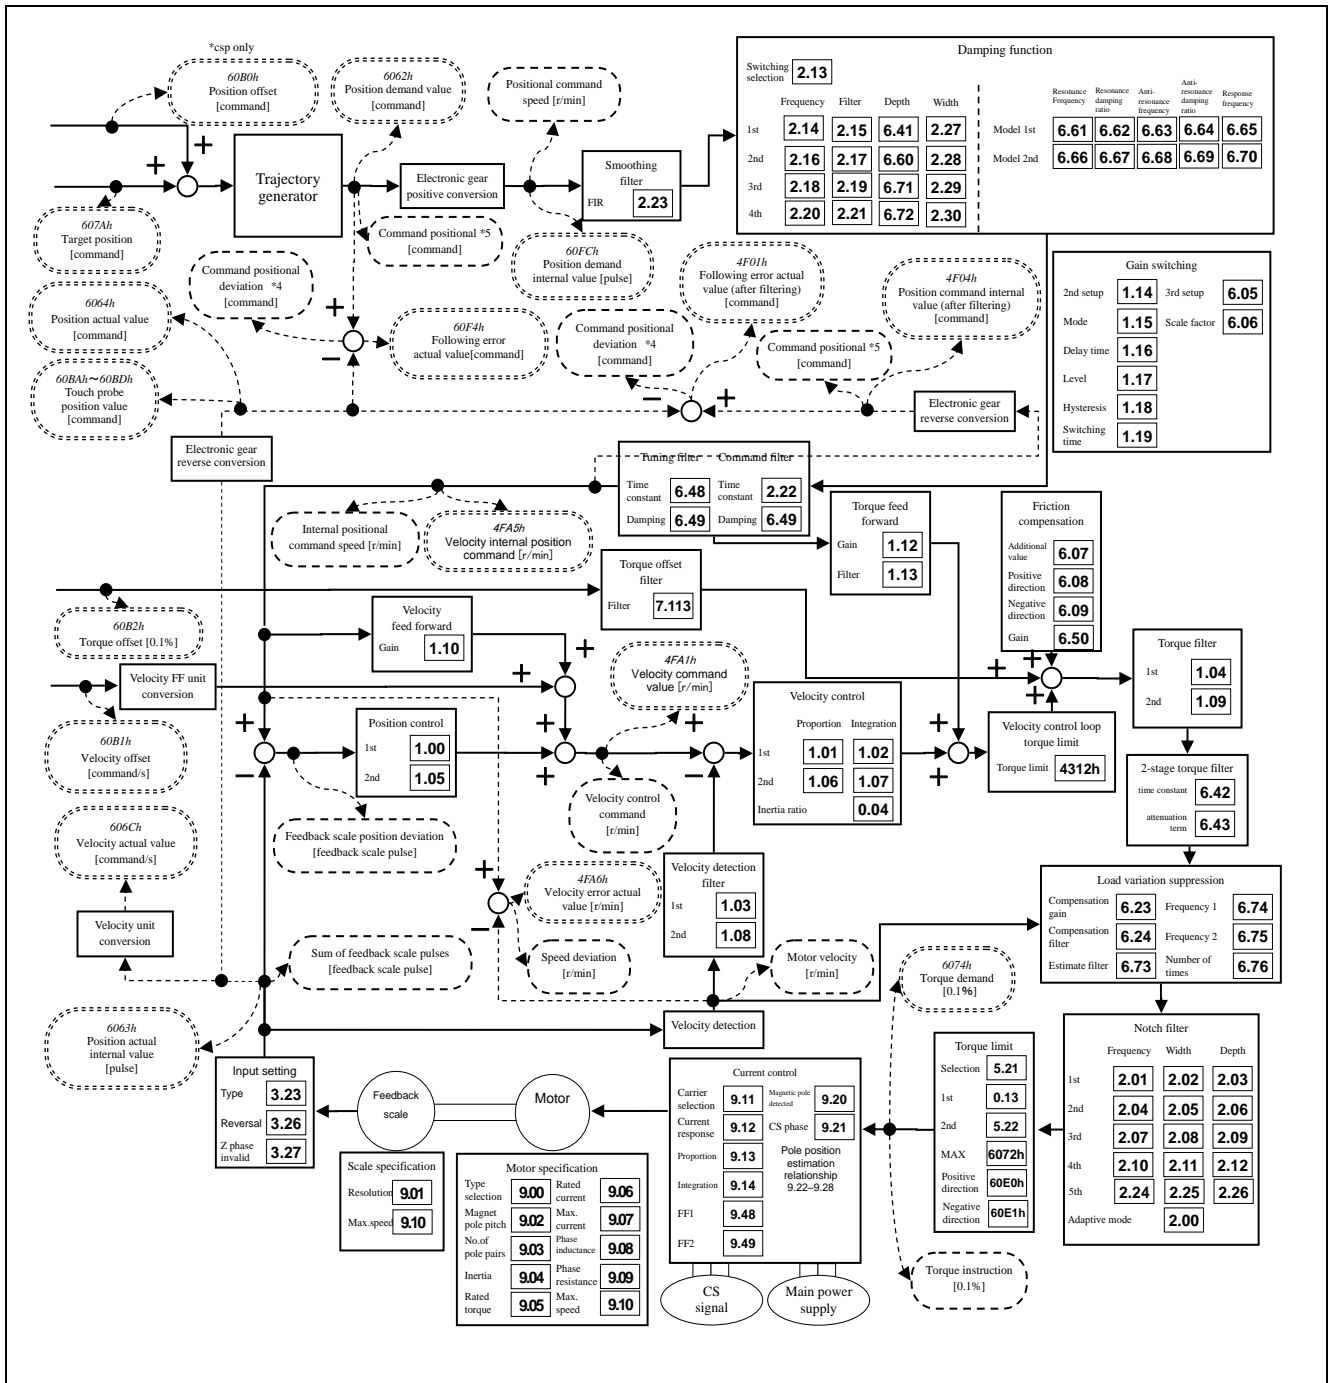 *csp only
60B0h
Position offset
[command]
6062h
Position demand value
[command]
Positional command
speed [r/min]
Damping function
Switching
selection
2.13
Frequency Filter Depth Width
1st 2.14 2.15 6.41 2.27
2nd 2.16 2.17 6.60 2.28
3rd 2.18 2.19 6.71 2.29
4th 2.20 2.21 6.72 2.30
Resonance
Frequency
Resonance
damping
ratio
Anti-
resonance
frequency
Anti-
resonance
damping
ratio
Response
frequency
Model 1st 6.61 6.62 6.63 6.64 6.65
Model 2nd 6.66 6.67 6.68 6.69 6.70
+
+
Trajectory
generator
Electronic gear
positive conversion
Smoothing
filter
FIR 2.23
607Ah
Target position
[command]
Command positional *5
[command]
60FCh
Position demand
internal value [pulse]
4F01h
Following error actual
value (after filtering)
[command]
4F04h
Position command internal
value (after filtering)
[command]
Gain switching
2nd setup 1.14 3rd setup 6.05
Mode 1.15 Scale factor 6.06
Delay time 1.16
Level 1.17
Hysteresis 1.18
Switching
time
1.19
Command positional
deviation *4
[command]
6064h
Position actual value
[command]
+
−
60F4h
Following error
actual value[command]
Command positional
deviation *4
[command]
Command positional *5
[command]
60BAh~60BDh
Touch probe
position value
[command]
−
+
Electronic gear
reverse conversion
Electronic gear
reverse conversion
Tuning filter Command filter
Time
constant
6.48
Time
constant
2.22
Damping 6.49 Damping 6.49
Internal positional
command speed [r/min]
4FA5h
Velocity internal position
command [r/min]
Torque feed
forward
Gain 1.12
Filter 1.13
Friction
compensation
Additional
value
6.07
Positive
direction
6.08
Negative
direction
6.09
Gain 6.50
Torque offset
filter
Filter 7.113
60B2h
Torque offset [0.1%]
Velocity
feed forward
Gain 1.10
+
4FA1h
Velocity command
value [r/min]
+
+
+
Torque filter
1st 1.04
2nd 1.09
Velocity FF unit
conversion
+
60B1h
Velocity offset
[command/s]
+
−
Position control
1st 1.00
2nd 1.05
+
+
+
−
Velocity control
Proportion Integration
1st 1.01 1.02
2nd 1.06 1.07
Inertia ratio 0.04
+
+
Velocity control loop
torque limit
Torque limit 4312h
2-stage torque filter
time constant 6.42
attenuation
term
6.43
606Ch
Velocity actual value
[command/s]
Feedback scale position deviation
[feedback scale pulse]
Velocity control
command
[r/min]
+
−
4FA6h
Velocity error actual
value [r/min]
Velocity detection
filter
1st 1.03
2nd 1.08
Load variation suppression
Compensation
gain
6.23 Frequency 1 6.74
Compensation
filter
6.24 Frequency 2 6.75
Estimate filter 6.73
Number of
times
6.76
Velocity unit
conversion
Sum of feedback scale pulses
[feedback scale pulse]
Speed deviation
[r/min]
Motor velocity
[r/min]
6074h
Torque demand
[0.1%]
6063h
Position actual
internal value
[pulse]
Velocity detection
Notch filter
Frequency Width Depth
1st 2.01 2.02 2.03
2nd 2.04 2.05 2.06
3rd 2.07 2.08 2.09
4th 2.10 2.11 2.12
5th 2.24 2.25 2.26
Adaptive mode 2.00
Torque limit
Selection 5.21
1st 0.13
2nd 5.22
MAX 6072h
Positive
direction
60E0h
Negative
direction
60E1h
Input setting
Type 3.23
Reversal 3.26
Z phase
invalid
3.27
Feedback
scale
Motor
Current control
Carrier
selection
9.11
Magnetic pole
detected
9.20
Current
response
9.12 CS phase 9.21
Proportion 9.13
Integration 9.14
FF1 9.48
FF2 9.49
Pole position
estimation
relationship
9.22–9.28
Scale specification
Resolution 9.01
Max.speed 9.10
Motor specification
Type
selection
9.00
Rated
current
9.06
Magnet
pole pitch
9.02
Max.
current
9.07
No.of
pole pairs
9.03
Phase
inductance
9.08
Inertia 9.04
Phase
resistance
9.09
Rated
torque
9.05
Max.
speed
9.10
CS
signal
Main power
supply
Torque instruction
[0.1%]